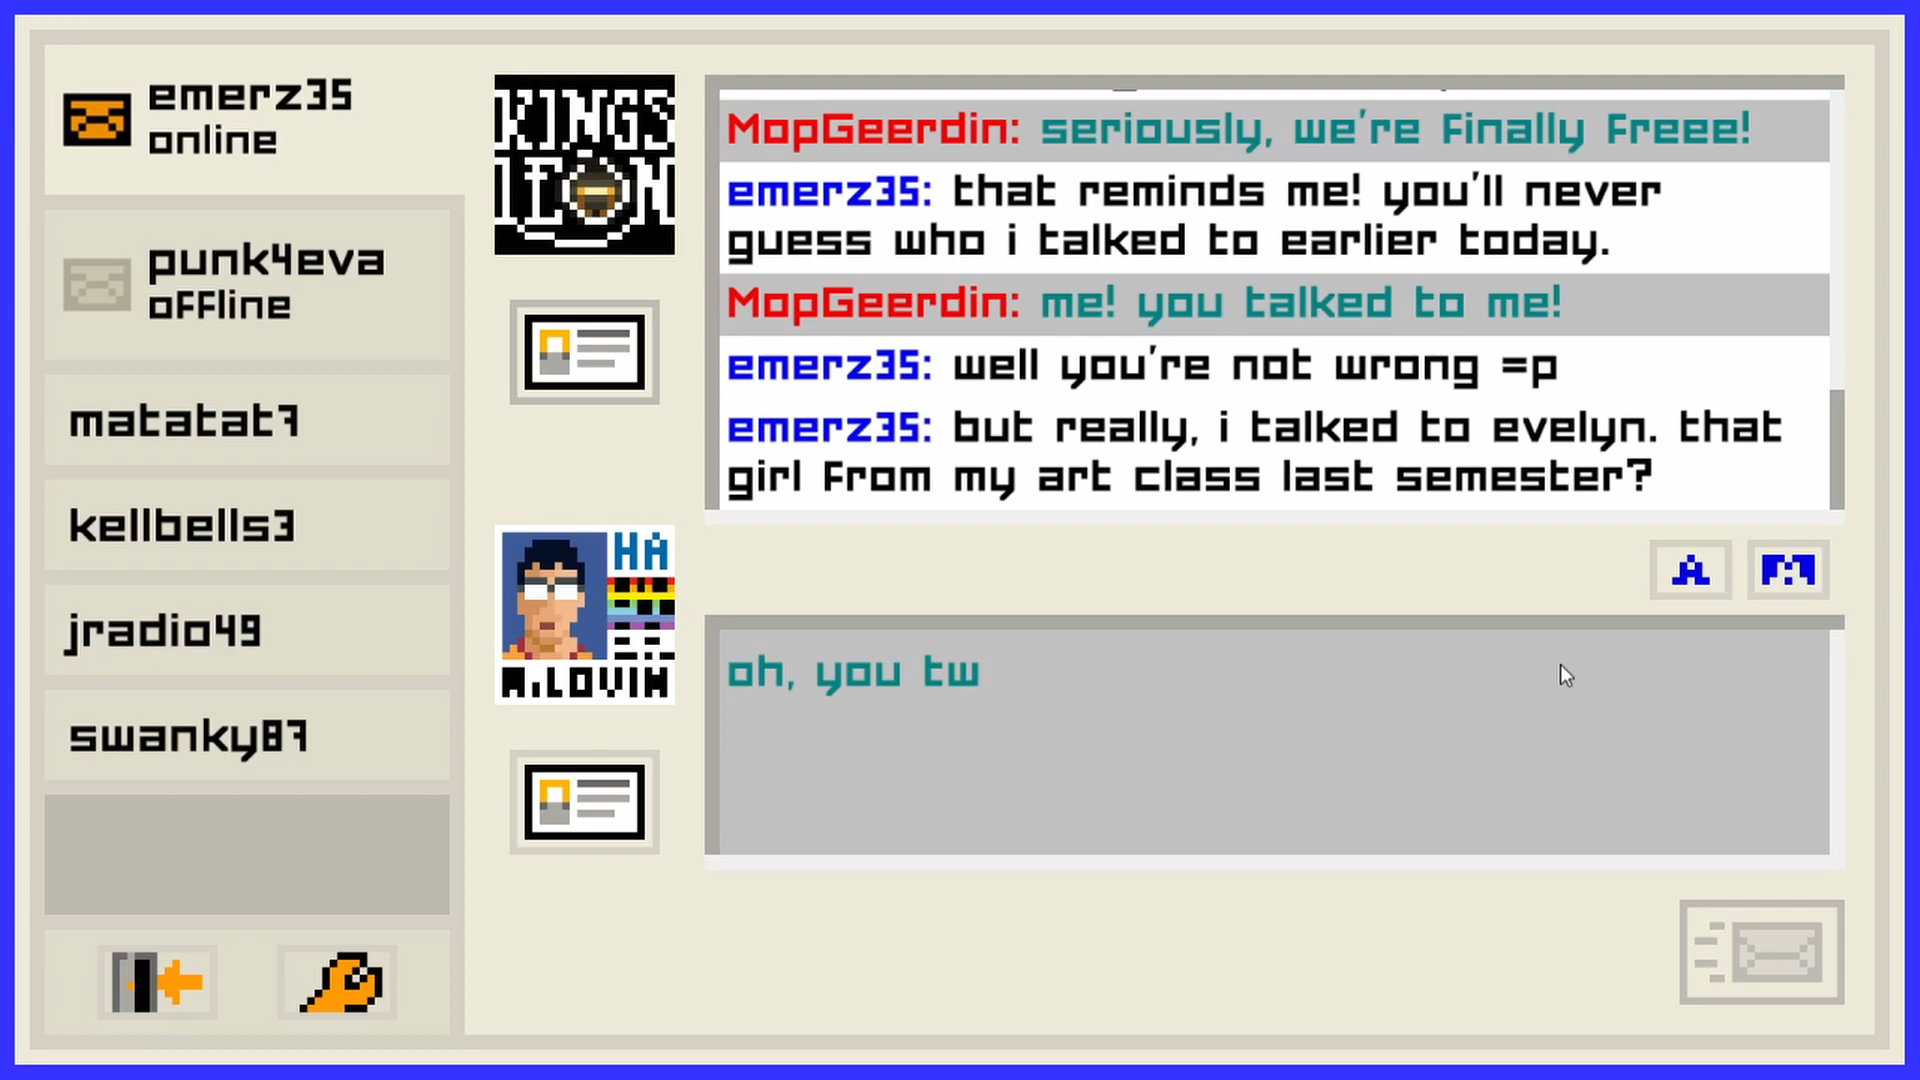 emerz35
online
punk4eva
offline
matatat7
kellbells3
jradio49
swanky87
KINGS
LION
HA
McLOVIN
MopGeerdin: seriously, we're finally freee!
emerz35: that reminds me! you'll never
guess who i talked to earlier today.
MopGeerdin: me! you talked to me!
emerz35: well you're not wrong =p
emerz35: but really, i talked to evelyn. that
girl from my art class last semester?
A
oh, you tw